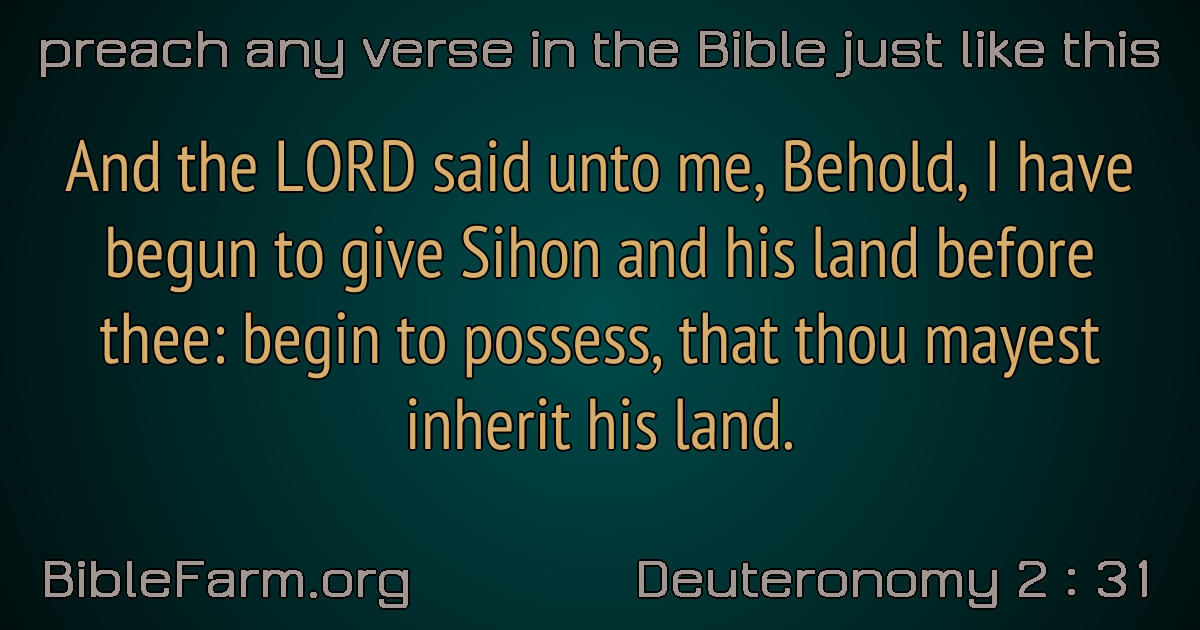 preach any verse in the Bible just like this
And the LORD said unto me, Behold, I have
begun to give Sihon and his land before
thee: begin to possess, that thou mayest
inherit his land.
BibleFarm.org
Deuteronomy 2 : 31